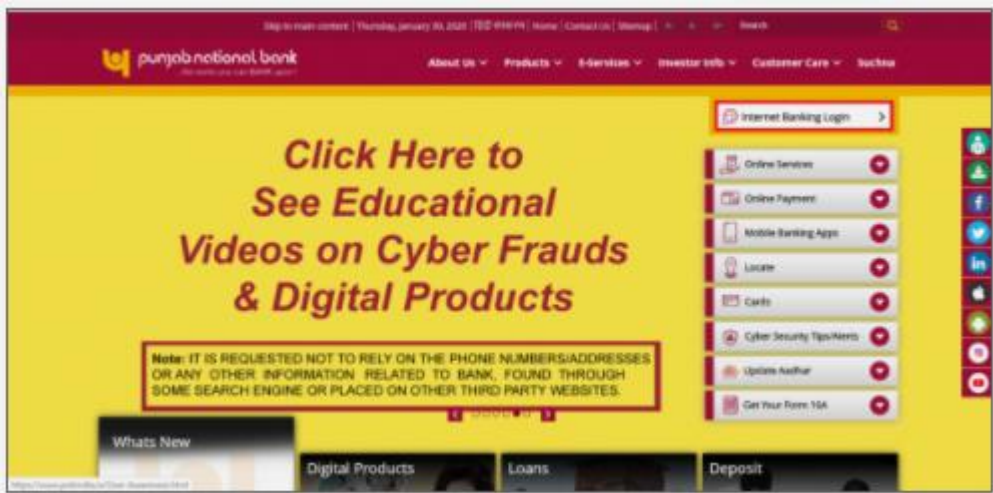 Skip to main content | Thursday, January 30, 2020 | Home | Contact Us | Sitemap | Search
punjab national bank
About Us Products E-Services Investor Info Customer Care Suchna
Internet Banking Login
Click Here to
See Educational
Videos on Cyber Frauds
& Digital Products
Online Services
Online Payment
Mobile Banking Apps
Locate
Cards
Cyber Security Tips/Alerts
Update Aadhar
Get Your Form 16A
Note: IT IS REQUESTED NOT TO RELY ON THE PHONE NUMBERS/ADDRESSES
OR ANY OTHER INFORMATION RELATED TO BANK, FOUND THROUGH
SOME SEARCH ENGINE OR PLACED ON OTHER THIRD PARTY WEBSITES.
Whats New
Digital Products
Loans
Deposit